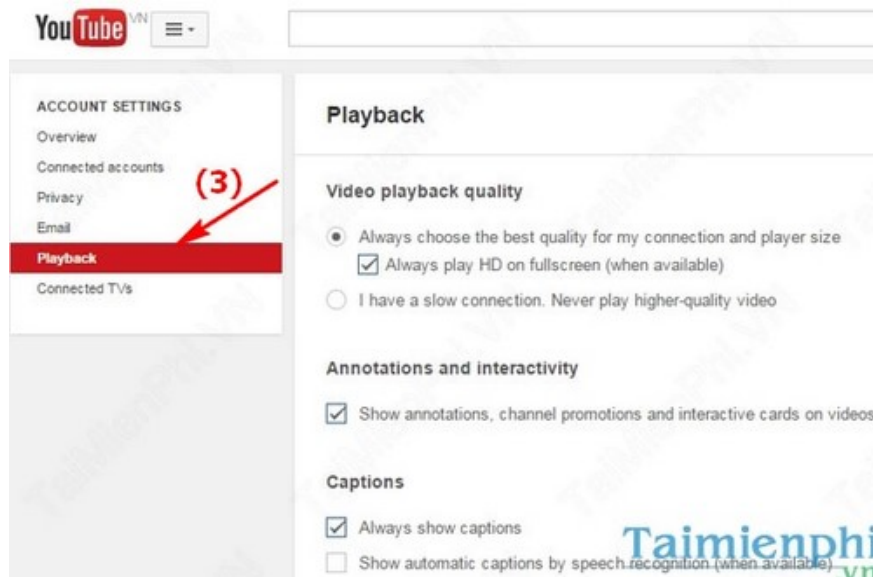 YouTube VN
ACCOUNT SETTINGS
Overview
Connected accounts
Privacy
Email
Playback
Connected TVs
(3)
Playback
Video playback quality
Always choose the best quality for my connection and player size
Always play HD on fullscreen (when available)
I have a slow connection. Never play higher-quality video
Annotations and interactivity
Show annotations, channel promotions and interactive cards on videos
Captions
Always show captions
Show automatic captions by speech recognition (when available)
Taimienphi
.vn
TaiMienPhi.VN